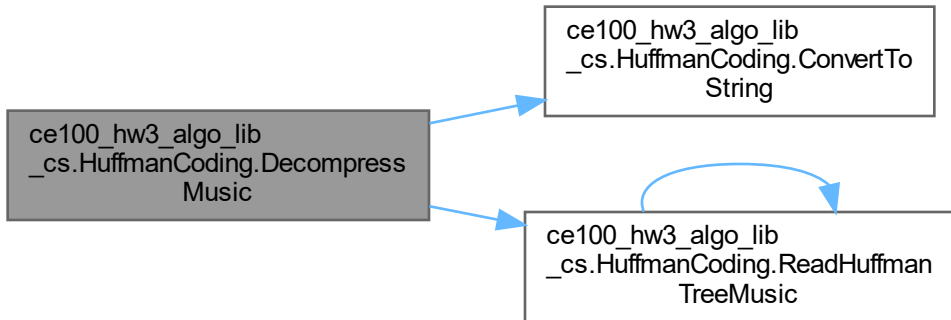 ce100_hw3_algo_lib
_cs.HuffmanCoding.Decompress
Music
ce100_hw3_algo_lib
_cs.HuffmanCoding.ConvertTo
String
ce100_hw3_algo_lib
_cs.HuffmanCoding.ReadHuffman
TreeMusic